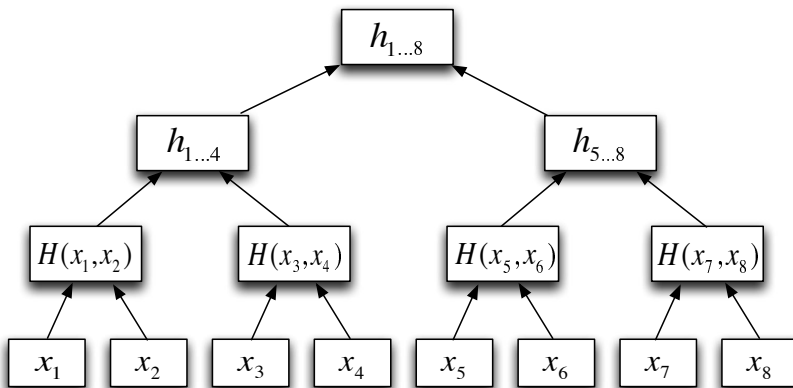 h₁...₈
h₁...₄ h₅...₈
H(x₁,x₂) H(x₃,x₄) H(x₅,x₆) H(x₇,x₈)
x₁ x₂ x₃ x₄ x₅ x₆ x₇ x₈